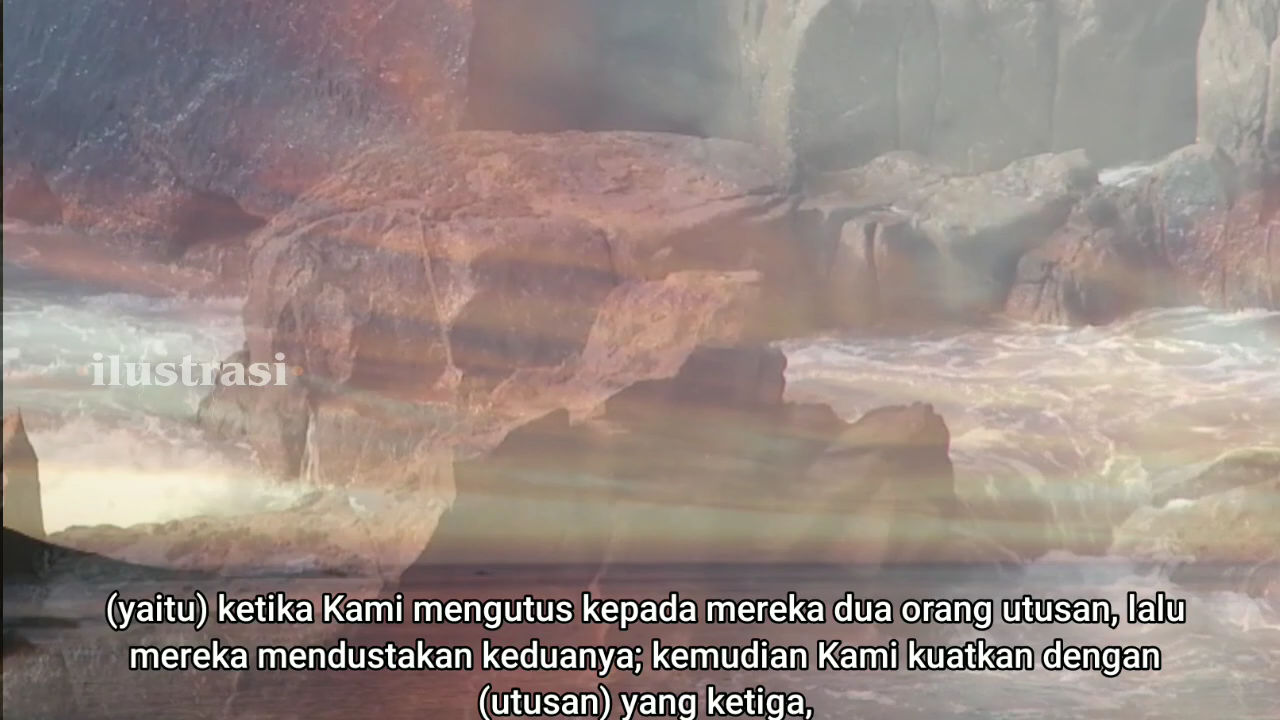 ilustrasi
(yaitu) ketika Kami mengutus kepada mereka dua orang utusan, lalu
mereka mendustakan keduanya; kemudian Kami kuatkan dengan
(utusan) yang ketiga,